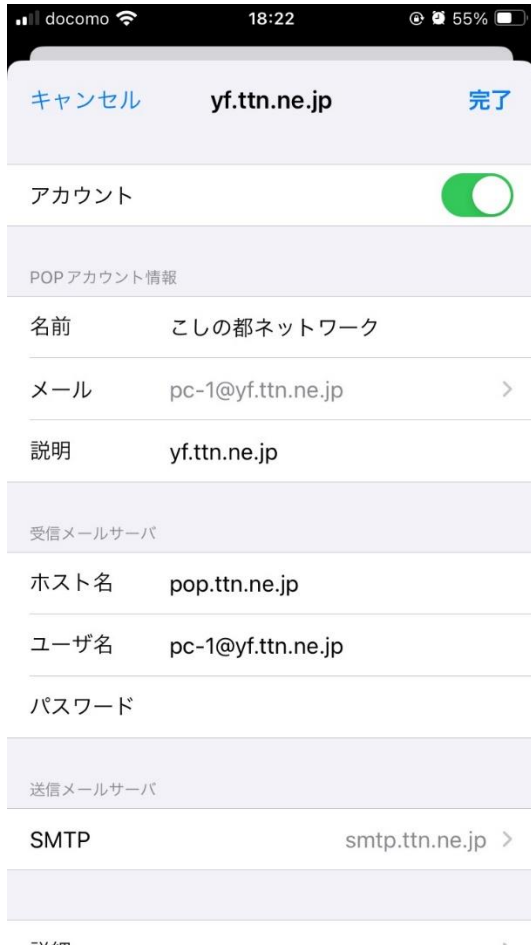 docomo 18:22 55%
キャンセル yf.ttn.ne.jp 完了
アカウント
POPアカウント情報
名前 こしの都ネットワーク
メール pc-1@yf.ttn.ne.jp
説明 yf.ttn.ne.jp
受信メールサーバ
ホスト名 pop.ttn.ne.jp
ユーザ名 pc-1@yf.ttn.ne.jp
パスワード
送信メールサーバ
SMTP smtp.ttn.ne.jp